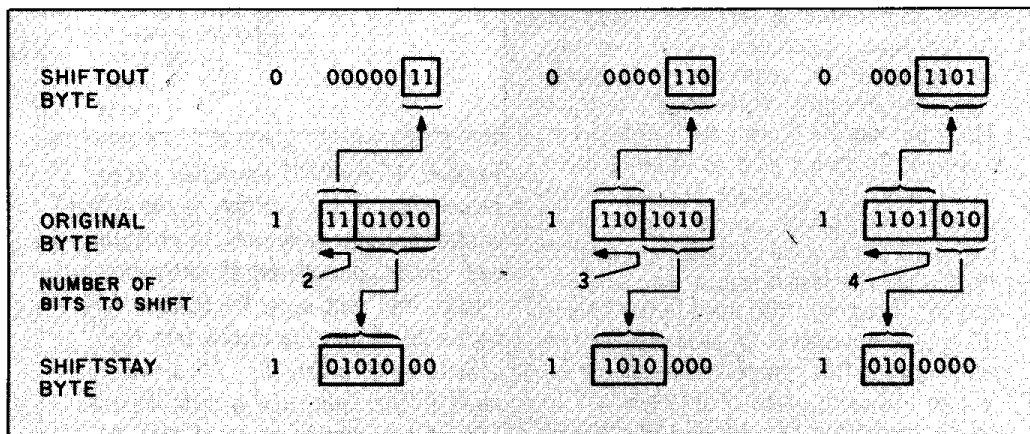 SHIFTOUT BYTE 0 00000 11 0 0000 110 0 000 1101
ORIGINAL BYTE 1 11 01010 1 110 1010 1 1101 010
NUMBER OF BITS TO SHIFT 2 3 4
SHIFTSTAY BYTE 1 01010 00 1 1010 000 1 010 0000